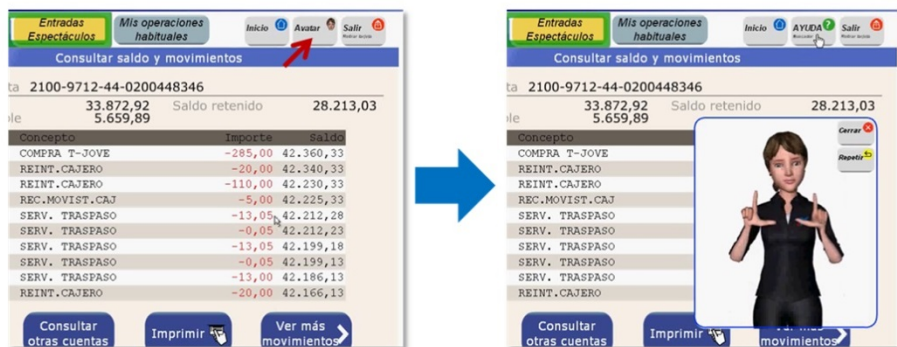 Entradas Espectáculos
Mis operaciones habituales
Inicio
Avatar
Salir
Consultar saldo y movimientos
ta 2100-9712-44-0200448346
33.872,92 Saldo retenido 28.213,03
ole 5.659,89
Concepto Importe Saldo
COMPRA T-JOVE -285,00 42.360,33
REINT.CAJERO -20,00 42.340,33
REINT.CAJERO -110,00 42.230,33
REC.MOVIST.CAJ -5,00 42.225,33
SERV. TRASPASO -13,05 42.212,28
SERV. TRASPASO -0,05 42.212,23
SERV. TRASPASO -13,05 42.199,18
SERV. TRASPASO -0,05 42.199,13
SERV. TRASPASO -13,00 42.186,13
REINT.CAJERO -20,00 42.166,13
Consultar otras cuentas
Imprimir
Ver más movimientos
Entradas Espectáculos
Mis operaciones habituales
Inicio
AYUDA
Salir
Consultar saldo y movimientos
ta 2100-9712-44-0200448346
33.872,92 Saldo retenido 28.213,03
ole 5.659,89
Concepto
COMPRA T-JOVE
REINT.CAJERO
REINT.CAJERO
REC.MOVIST.CAJ
SERV. TRASPASO
SERV. TRASPASO
SERV. TRASPASO
SERV. TRASPASO
SERV. TRASPASO
REINT.CAJERO
Cerrar
Repetir
Consultar otras cuentas
Imprimir
movimientos